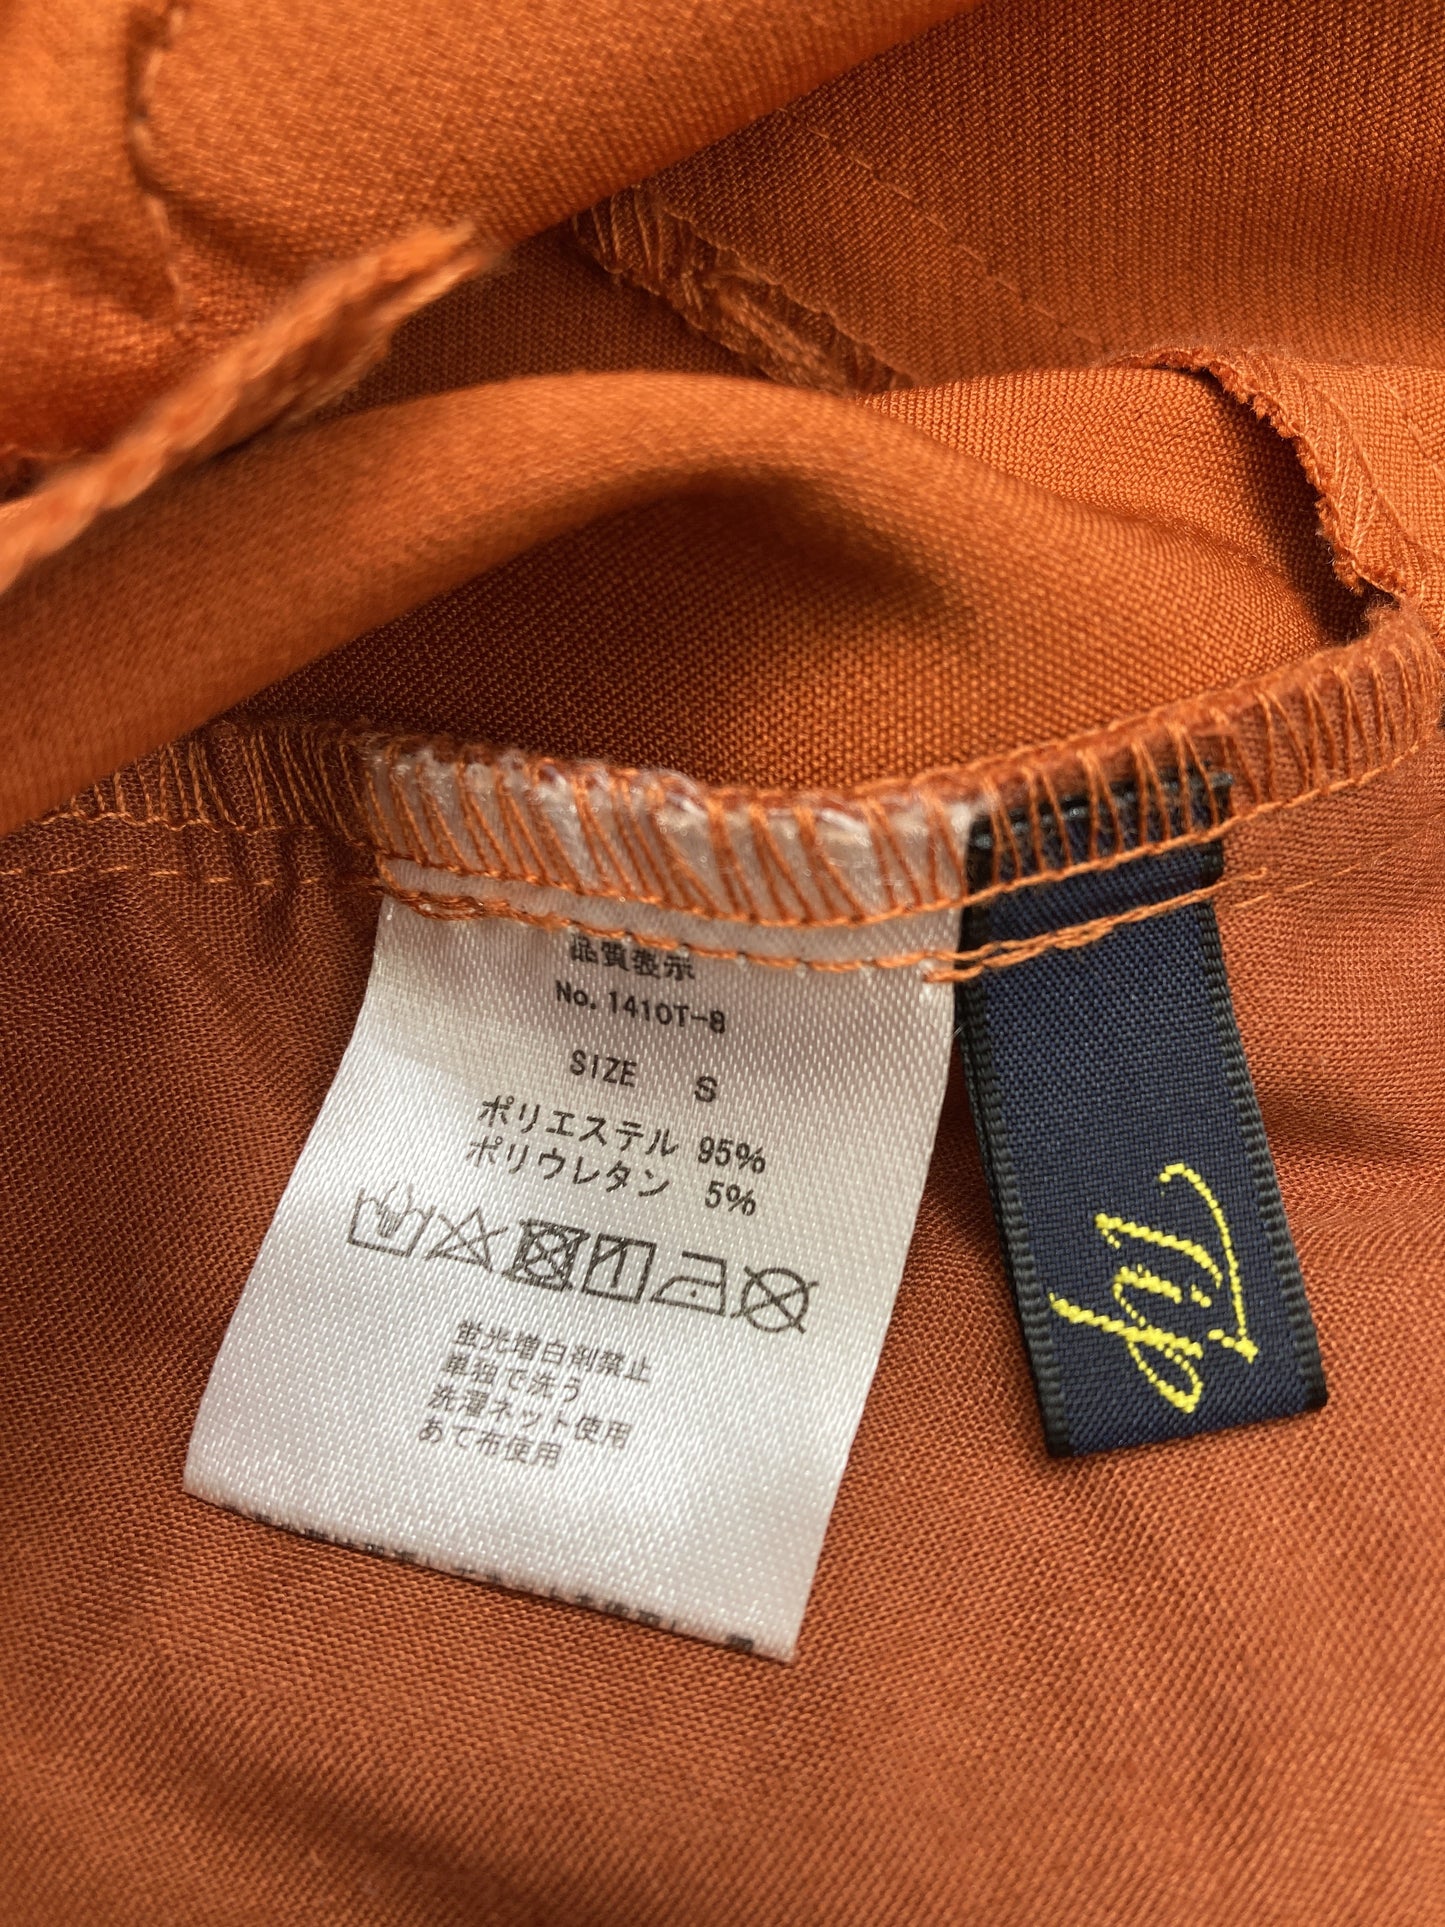 品質表示
No.1410T-8
SIZE S
ポリエステル 95%
ポリウレタン 5%
蛍光増白剤禁止
単独で洗う
洗濯ネット使用
あて布使用